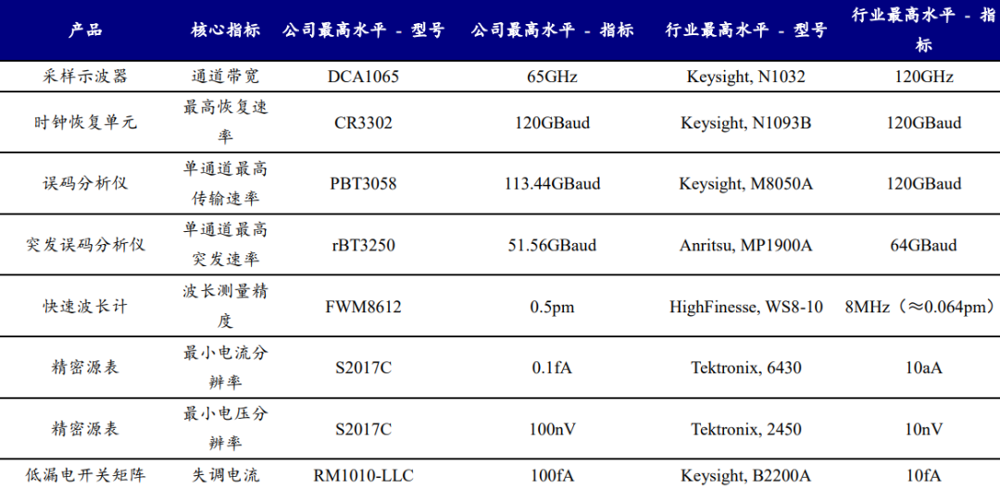 产品 核心指标 公司最高水平 - 型号 公司最高水平 - 指标 行业最高水平 - 型号 行业最高水平 - 指
标
采样示波器 通道带宽 DCA1065 65GHz Keysight, N1032 120GHz
时钟恢复单元 最高恢复速 CR3302 120GBaud Keysight, N1093B 120GBaud
率
误码分析仪 单通道最高 PBT3058 113.44GBaud Keysight, M8050A 120GBaud
传输速率
突发误码分析仪 单通道最高 rBT3250 51.56GBaud Anritsu, MP1900A 64GBaud
突发速率
快速波长计 波长测量精 FWM8612 0.5pm HighFinesse, WS8-10 8MHz（≈0.064pm）
度
精密源表 最小电流分 S2017C 0.1fA Tektronix, 6430 10aA
辨率
精密源表 最小电压分 S2017C 100nV Tektronix, 2450 10nV
辨率
低漏电开关矩阵 失调电流 RM1010-LLC 100fA Keysight, B2200A 10fA